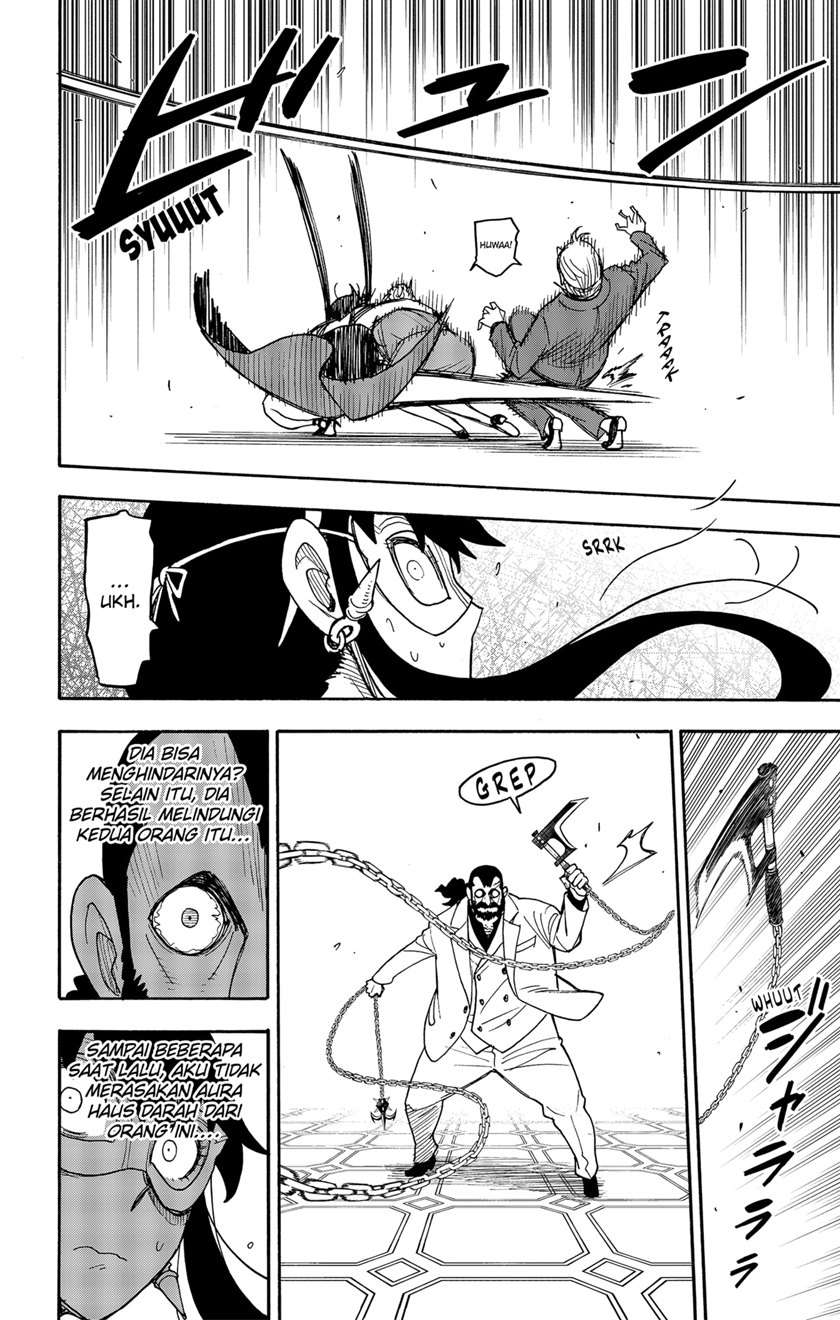 ビュン
SYUUUT
HUWAA!
TRAAAK
SRRK
...
UKH.
WHUUT
ジャラララ
GREP
DIA BISA
MENGHINDARINYA?
SELAIN ITU, DIA
BERHASIL MELINDUNGI
KEDUA ORANG ITU...
SAMPAI BEBERAPA
SAAT LALU, AKU TIDAK
MERASAKAN AURA
HAUS DARAH DARI
ORANG INI....